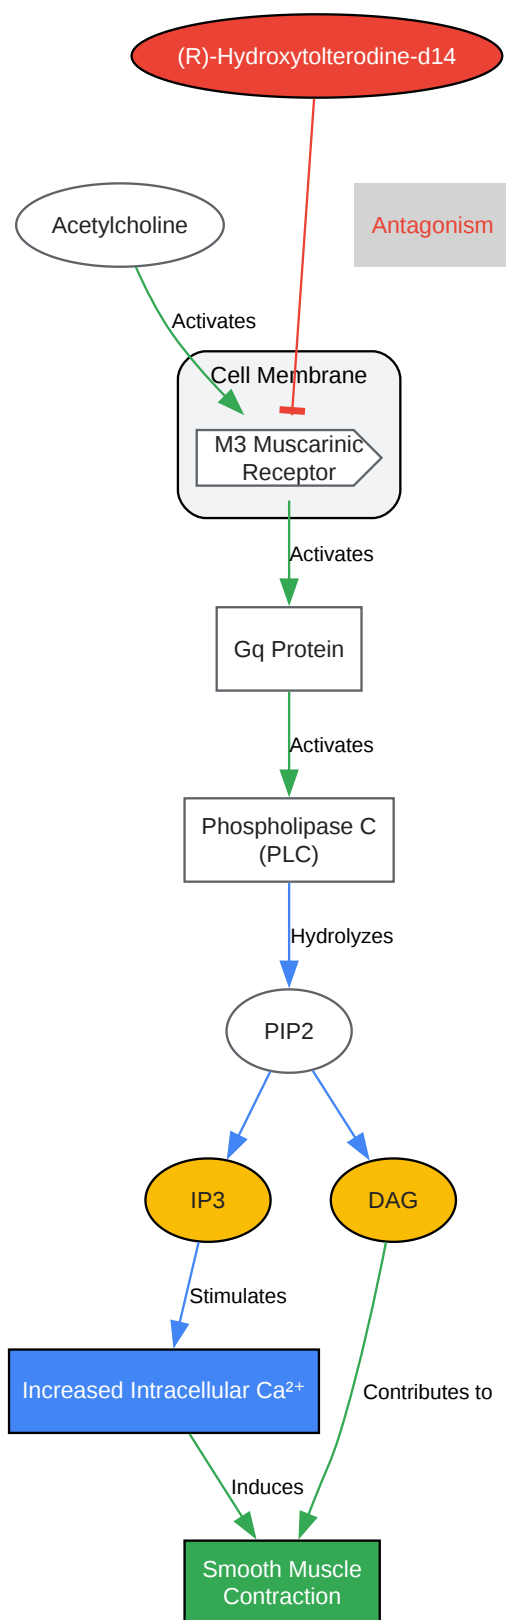 (R)-Hydroxytolterodine-d14
Acetylcholine
Antagonism
Activates
Cell Membrane
M3 Muscarinic
Receptor
Activates
Gq Protein
Activates
Phospholipase C
(PLC)
Hydrolyzes
PIP2
IP3
DAG
Stimulates
Increased Intracellular Ca²⁺
Contributes to
Induces
Smooth Muscle
Contraction